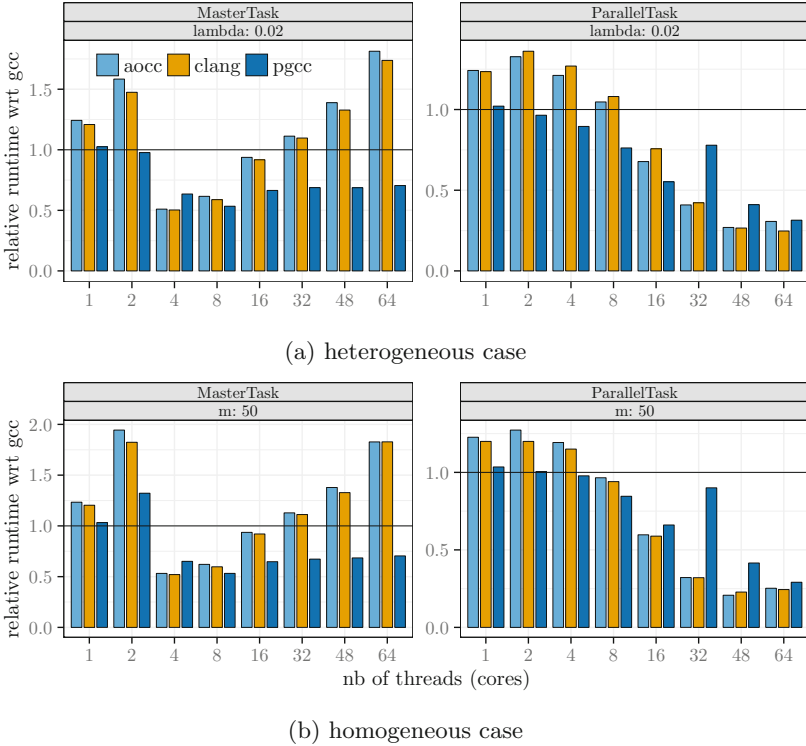 MasterTask ParallelTask
lambda: 0.02 lambda: 0.02
relative runtime wrt gcc
aocc clang pgcc
1.5
1.0
0.5
0.0
1.0
0.5
0.0
1 2 4 8 16 32 48 64 1 2 4 8 16 32 48 64
(a) heterogeneous case
MasterTask ParallelTask
m: 50 m: 50
relative runtime wrt gcc
2.0
1.5
1.0
0.5
0.0
1.0
0.5
0.0
1 2 4 8 16 32 48 64 1 2 4 8 16 32 48 64
nb of threads (cores)
(b) homogeneous case